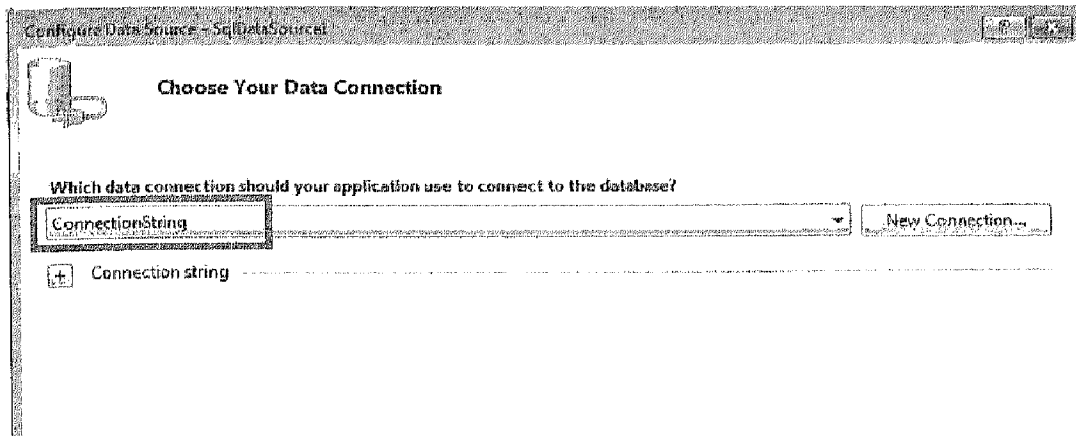 Configure Data Source - SqlDataSource1
Choose Your Data Connection
Which data connection should your application use to connect to the database?
ConnectionString
New Connection...
+ Connection string